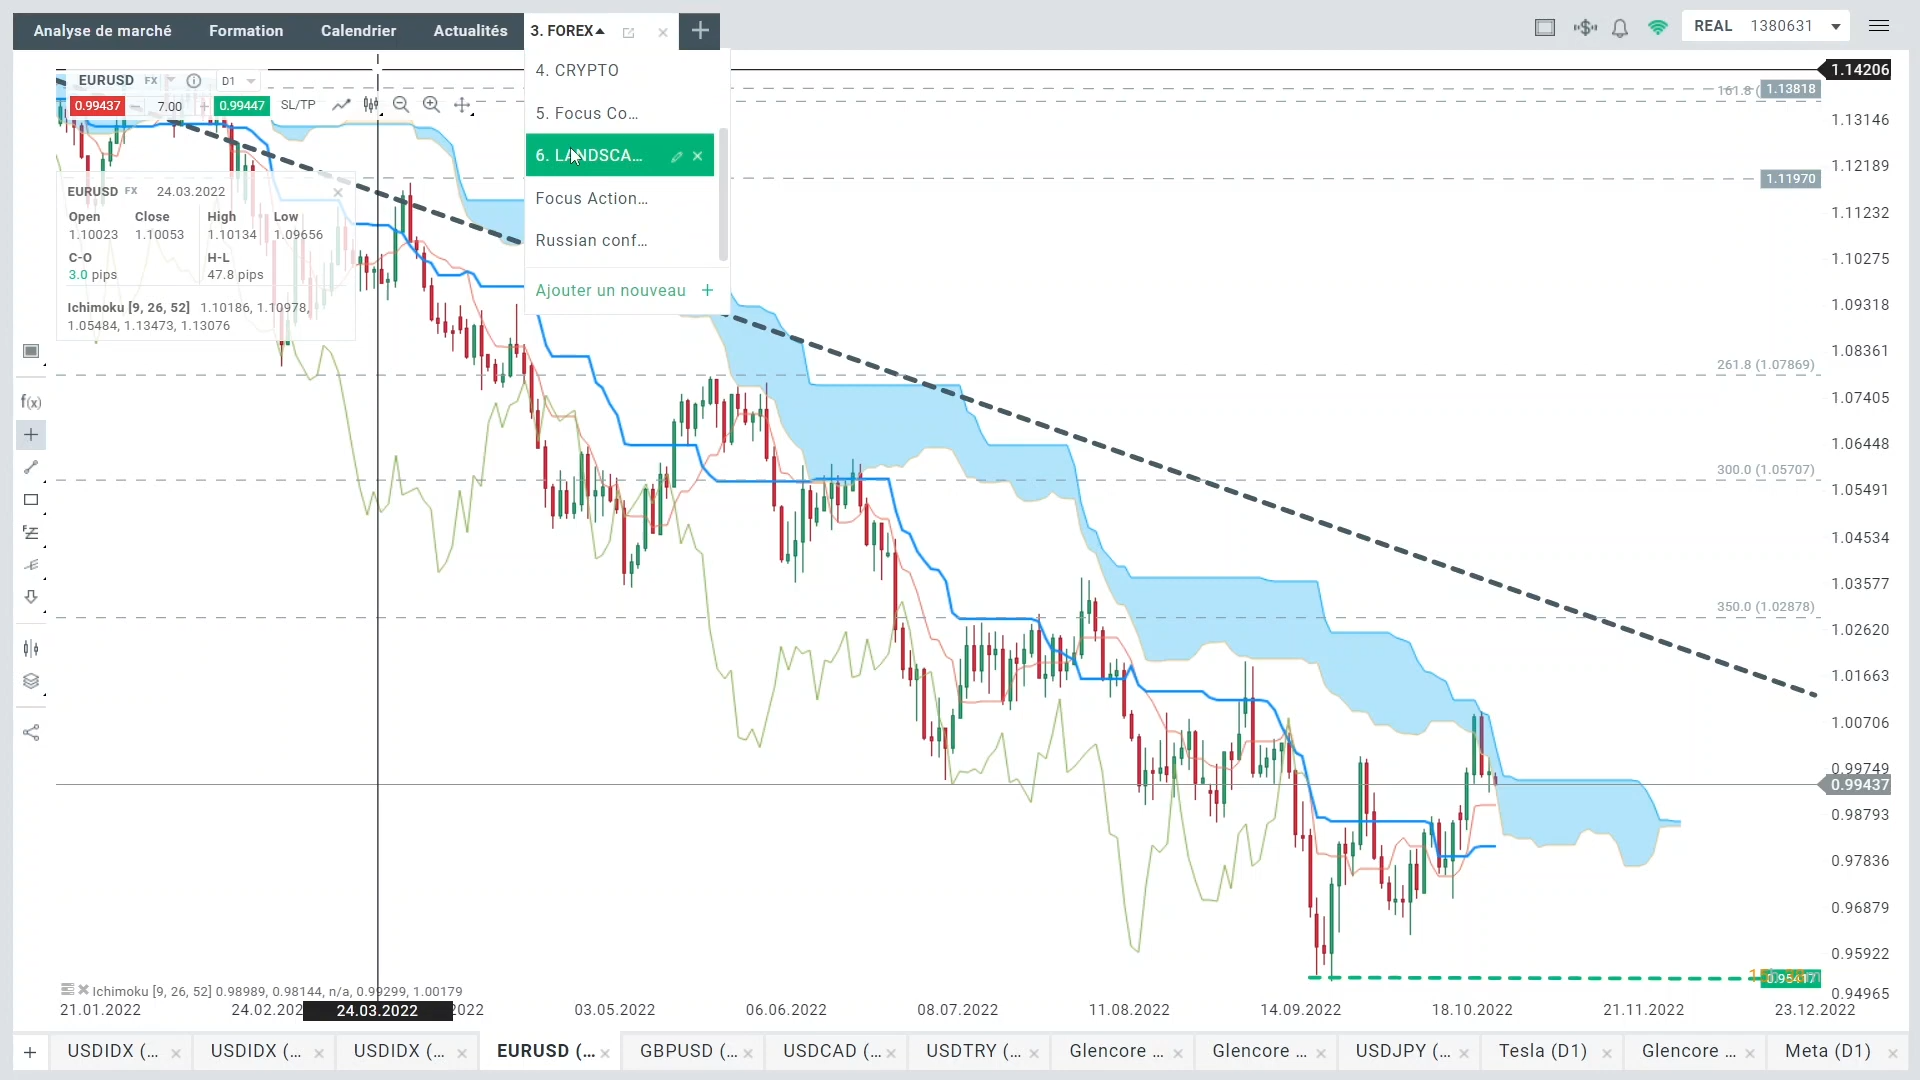 Analyse de marché Formation Calendrier Actualités 3. FOREX REAL 1380631
4. CRYPTO
5. Focus Co...
6. LANDSCA...
Focus Action...
Russian conf...
Ajouter un nouveau +
EURUSD FX D1
0.99437 7.00 0.99447 SL/TP
EURUSD FX 24.03.2022
Open Close High Low
1.10023 1.10053 1.10134 1.09656
C-O H-L
3.0 pips 47.8 pips
Ichimoku [9, 26, 52] 1.10186, 1.10978,
1.05484, 1.13473, 1.13076
f(x)
1.14206
161.8 ( 1.13818
1.13146
1.12189
1.11970
1.11232
1.10275
1.09318
1.08361
261.8 (1.07869)
1.07405
1.06448
300.0 (1.05707)
1.05491
1.04534
1.03577
350.0 (1.02878)
1.02620
1.01663
1.00706
0.99749
0.99437
0.98793
0.97836
0.96879
0.95922
0.95417
0.94965
Ichimoku [9, 26, 52] 0.98989, 0.98144, n/a, 0.99299, 1.00179
21.01.2022 24.02.202 24.03.2022 2022 03.05.2022 06.06.2022 08.07.2022 11.08.2022 14.09.2022 18.10.2022 21.11.2022 23.12.2022
+ USDIDX (... USDIDX (... USDIDX (... EURUSD (... GBPUSD (... USDCAD (... USDTRY (... Glencore ... Glencore ... USDJPY (... Tesla (D1) Glencore ... Meta (D1)